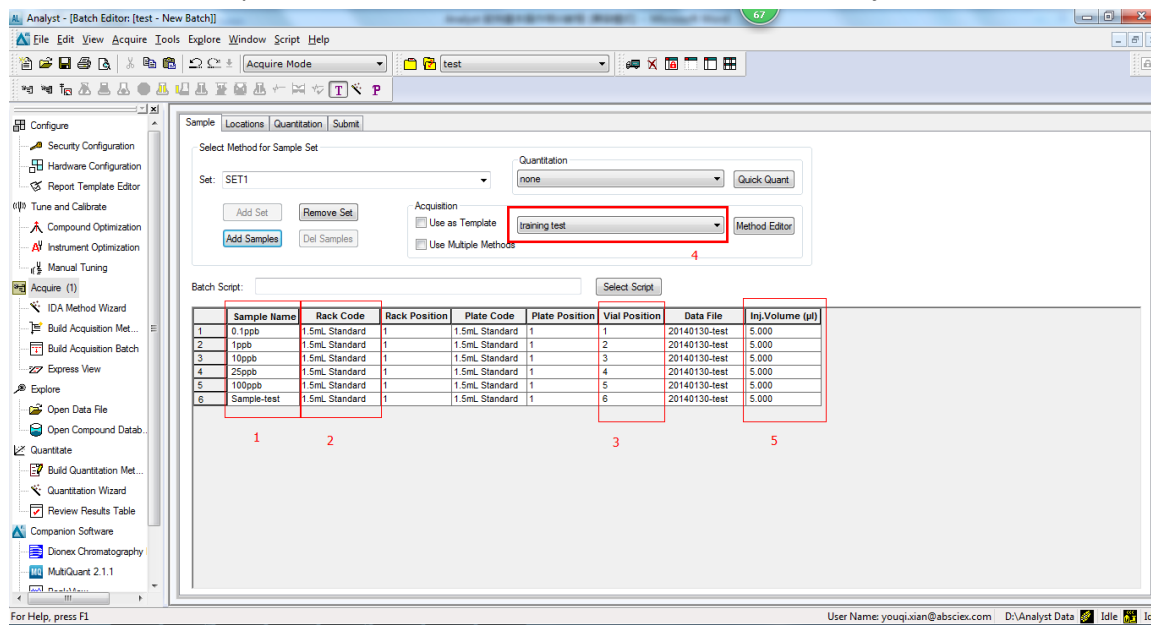 Analyst - [Batch Editor: [test - New Batch]]
67
File Edit View Acquire Tools Explore Window Script Help
Acquire Mode
test
T
P
Configure
Security Configuration
Hardware Configuration
Report Template Editor
Tune and Calibrate
Compound Optimization
Instrument Optimization
Manual Tuning
Acquire (1)
IDA Method Wizard
Build Acquisition Met...
Build Acquisition Batch
Express View
Explore
Open Data File
Open Compound Datab..
Quantitate
Build Quantitation Met...
Quantitation Wizard
Review Results Table
Companion Software
Dionex Chromatography
MultiQuant 2.1.1
Sample Locations Quantitation Submit
Select Method for Sample Set
Set: SET1
Quantitation
none
Quick Quant
Add Set Remove Set
Add Samples Del Samples
Acquisition
Use as Template
training test
Method Editor
Use Multiple Methods
4
Batch Script:
Select Script
Sample Name Rack Code Rack Position Plate Code Plate Position Vial Position Data File Inj.Volume (µl)
1 0.1ppb 1.5mL Standard 1 1.5mL Standard 1 1 20140130-test 5.000
2 1ppb 1.5mL Standard 1 1.5mL Standard 1 2 20140130-test 5.000
3 10ppb 1.5mL Standard 1 1.5mL Standard 1 3 20140130-test 5.000
4 25ppb 1.5mL Standard 1 1.5mL Standard 1 4 20140130-test 5.000
5 100ppb 1.5mL Standard 1 1.5mL Standard 1 5 20140130-test 5.000
6 Sample-test 1.5mL Standard 1 1.5mL Standard 1 6 20140130-test 5.000
1 2 3 5
For Help, press F1
User Name: youqi.xian@absciex.com D:\Analyst Data Idle